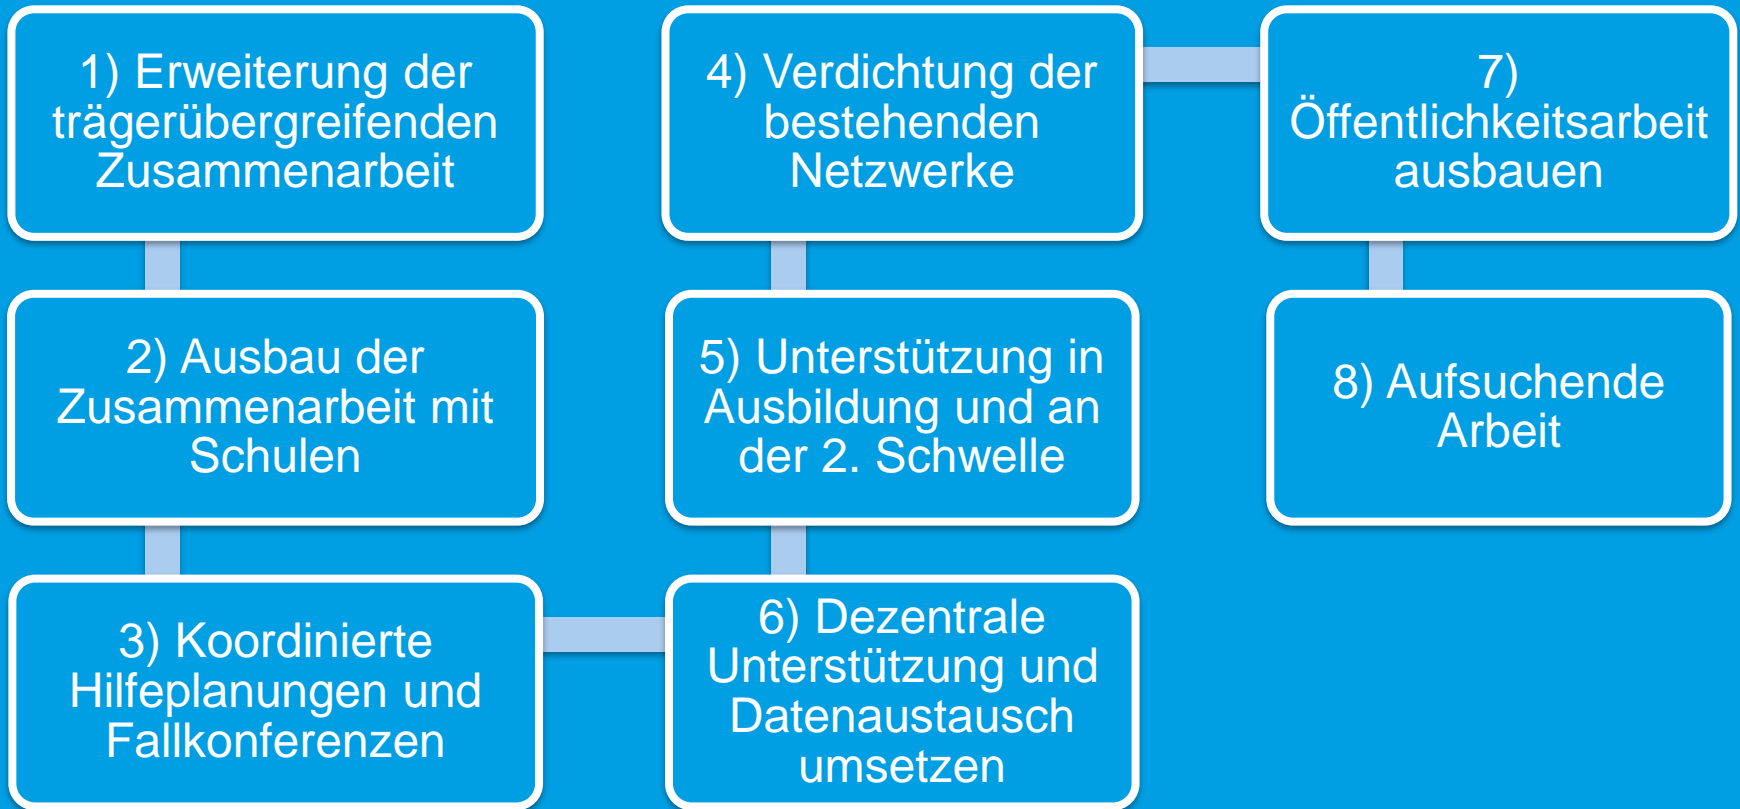 1) Erweiterung der
trägerübergreifenden
Zusammenarbeit
2) Ausbau der
Zusammenarbeit mit
Schulen
3) Koordinierte
Hilfeplanungen und
Fallkonferenzen
4) Verdichtung der
bestehenden
Netzwerke
5) Unterstützung in
Ausbildung und an
der 2. Schwelle
6) Dezentrale
Unterstützung und
Datenaustausch
umsetzen
7)
Öffentlichkeitsarbeit
ausbauen
8) Aufsuchende
Arbeit